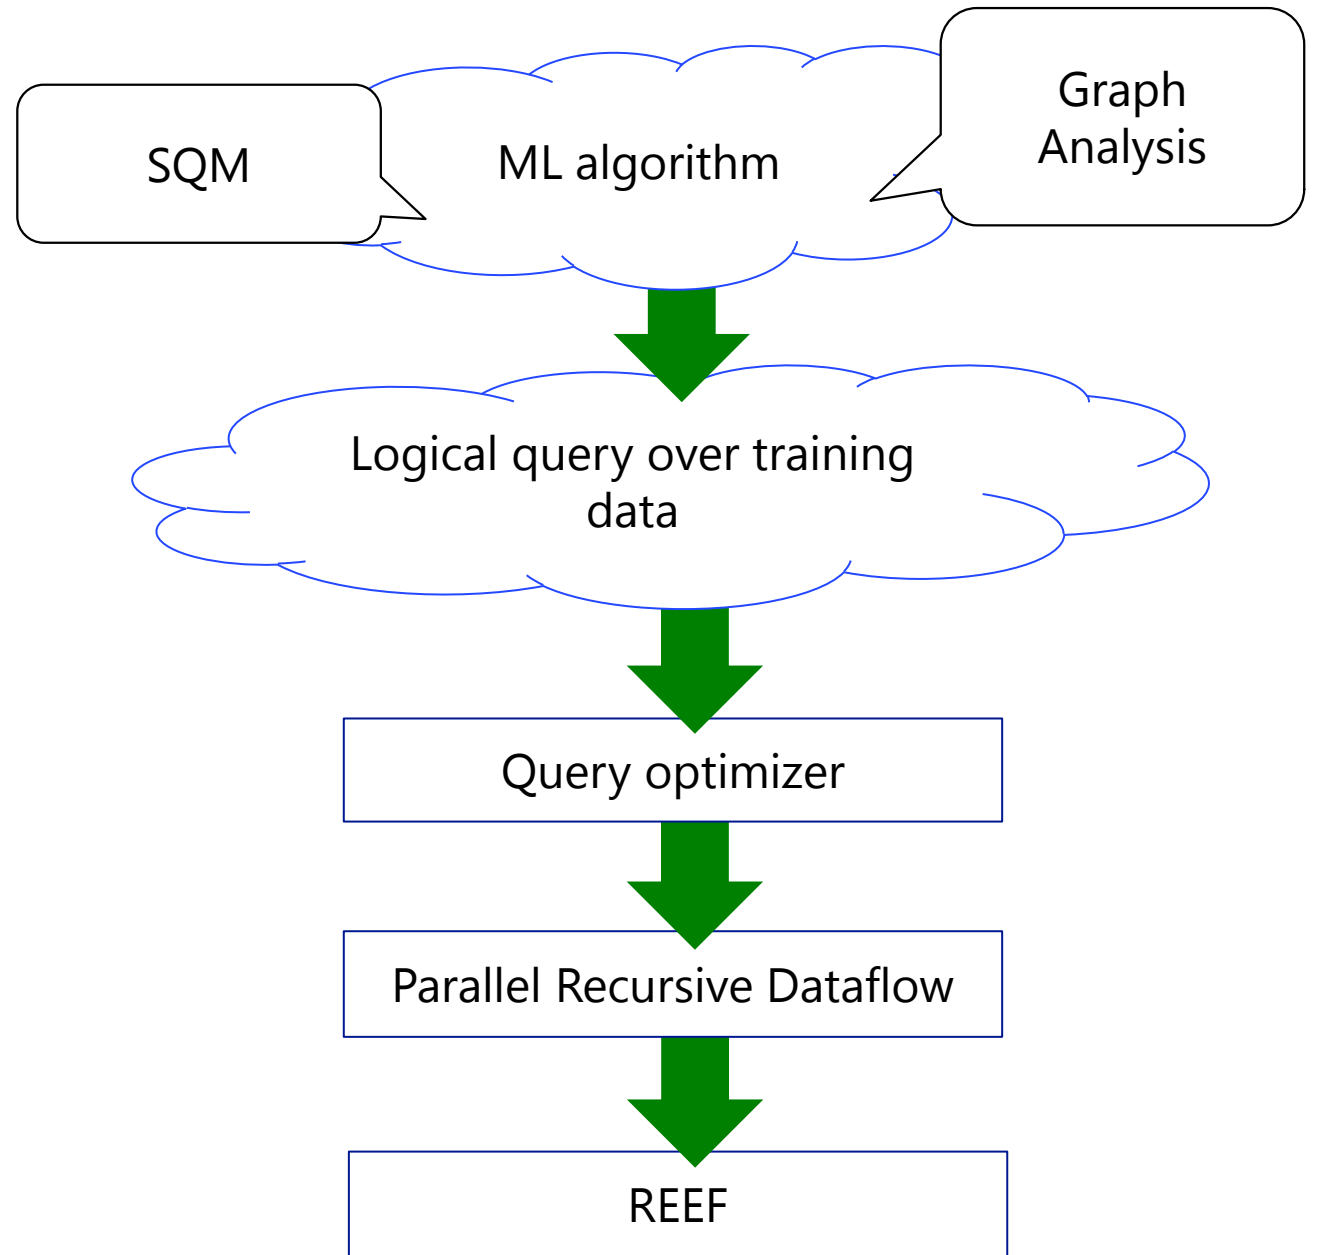 SQM
ML algorithm
Graph
Analysis
Logical query over training
data
Query optimizer
Parallel Recursive Dataflow
REEF